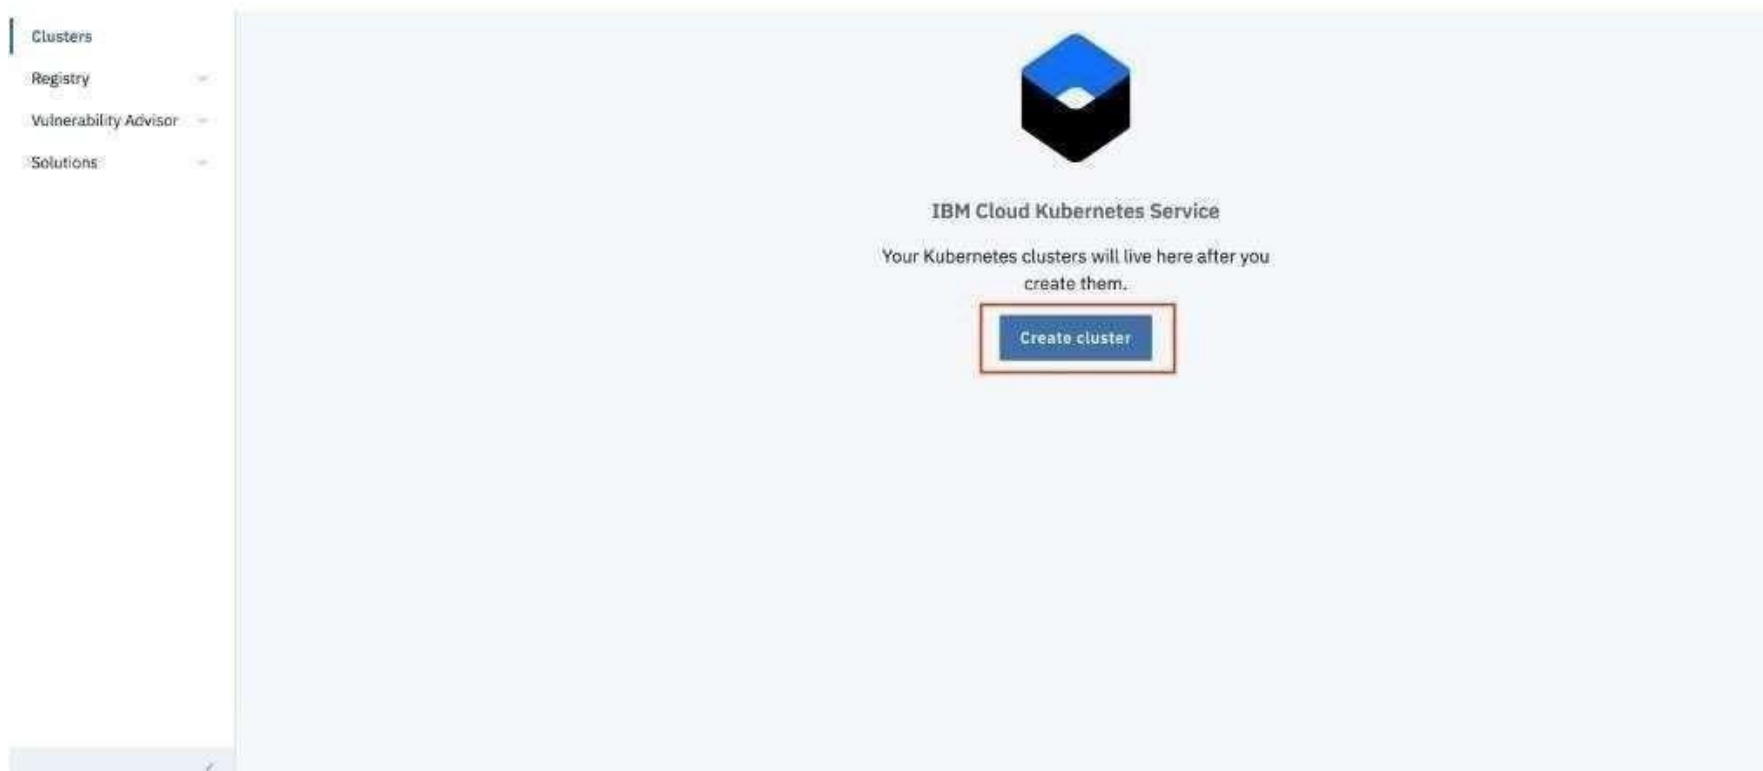 Clusters
Registry
Vulnerability Advisor
Solutions
IBM Cloud Kubernetes Service
Your Kubernetes clusters will live here after you
create them.
Create cluster